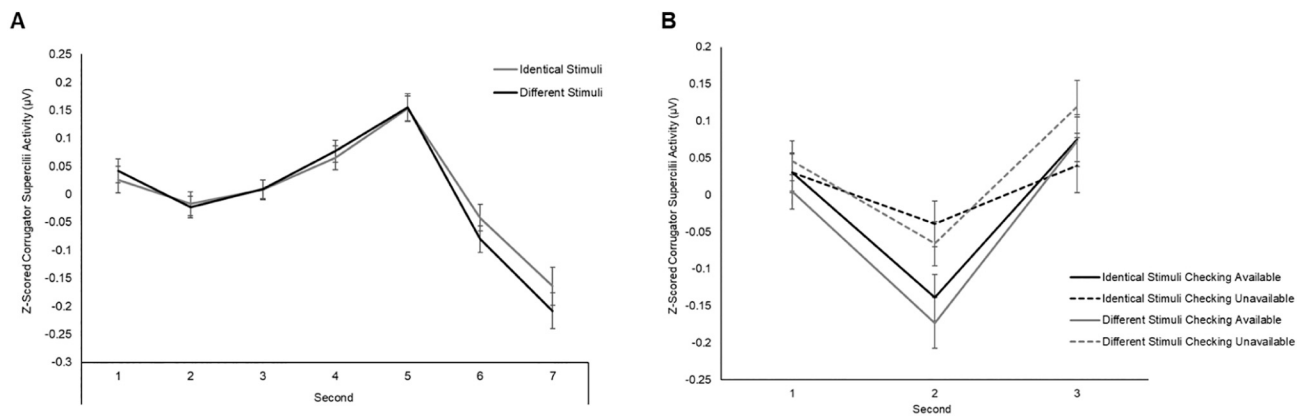 A
Z-Scored Corrugator Supercilii Activity (µV)
0.25
0.2
0.15
0.1
0.05
0
-0.05
-0.1
-0.15
-0.2
-0.25
-0.3
1 2 3 4 5 6 7
Second
Identical Stimuli
Different Stimuli
B
Z-Scored Corrugator Supercilii Activity (µV)
0.2
0.15
0.1
0.05
0
-0.05
-0.1
-0.15
-0.2
-0.25
1 2 3
Second
Identical Stimuli Checking Available
Identical Stimuli Checking Unavailable
Different Stimuli Checking Available
Different Stimuli Checking Unavailable